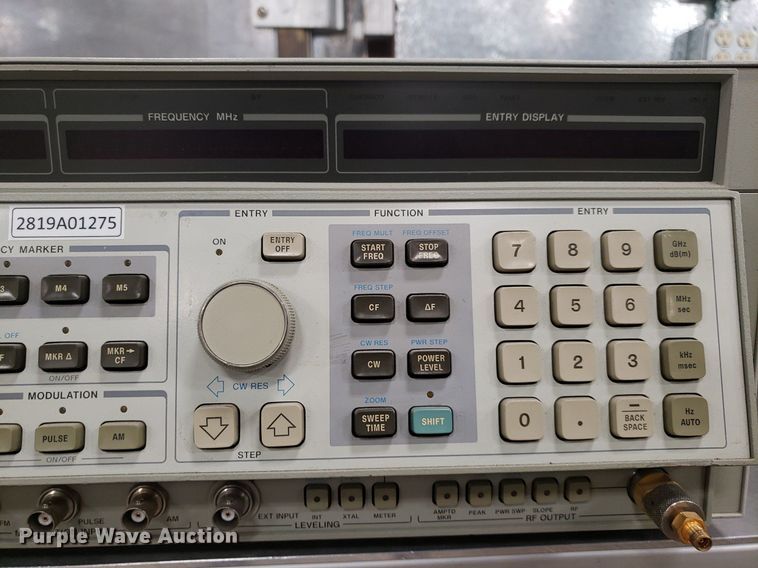 FREQUENCY MHz
ENTRY DISPLAY
2819A01275
ENTRY
FUNCTION
ENTRY
CY MARKER
ON
ENTRY OFF
FREQ MULT
FREQ OFFSET
START FREQ
STOP FREQ
7
8
9
GHz dB(m)
3
M4
M5
FREQ STEP
CF
ΔF
4
5
6
MHz sec
OFF
F
MKR Δ
MKR→ CF
ON/OFF
CW RES
PWR STEP
CW
POWER LEVEL
1
2
3
kHz msec
CW RES
MODULATION
ZOOM
SWEEP TIME
SHIFT
0
.
— BACK SPACE
Hz AUTO
PULSE
AM
ON/OFF
STEP
FM
PULSE
AM
EXT INPUT
INT
XTAL
METER
LEVELING
AMPTD MKR
PEAK
PWR SWP
SLOPE
RF
RF OUTPUT
Purple Wave Auction